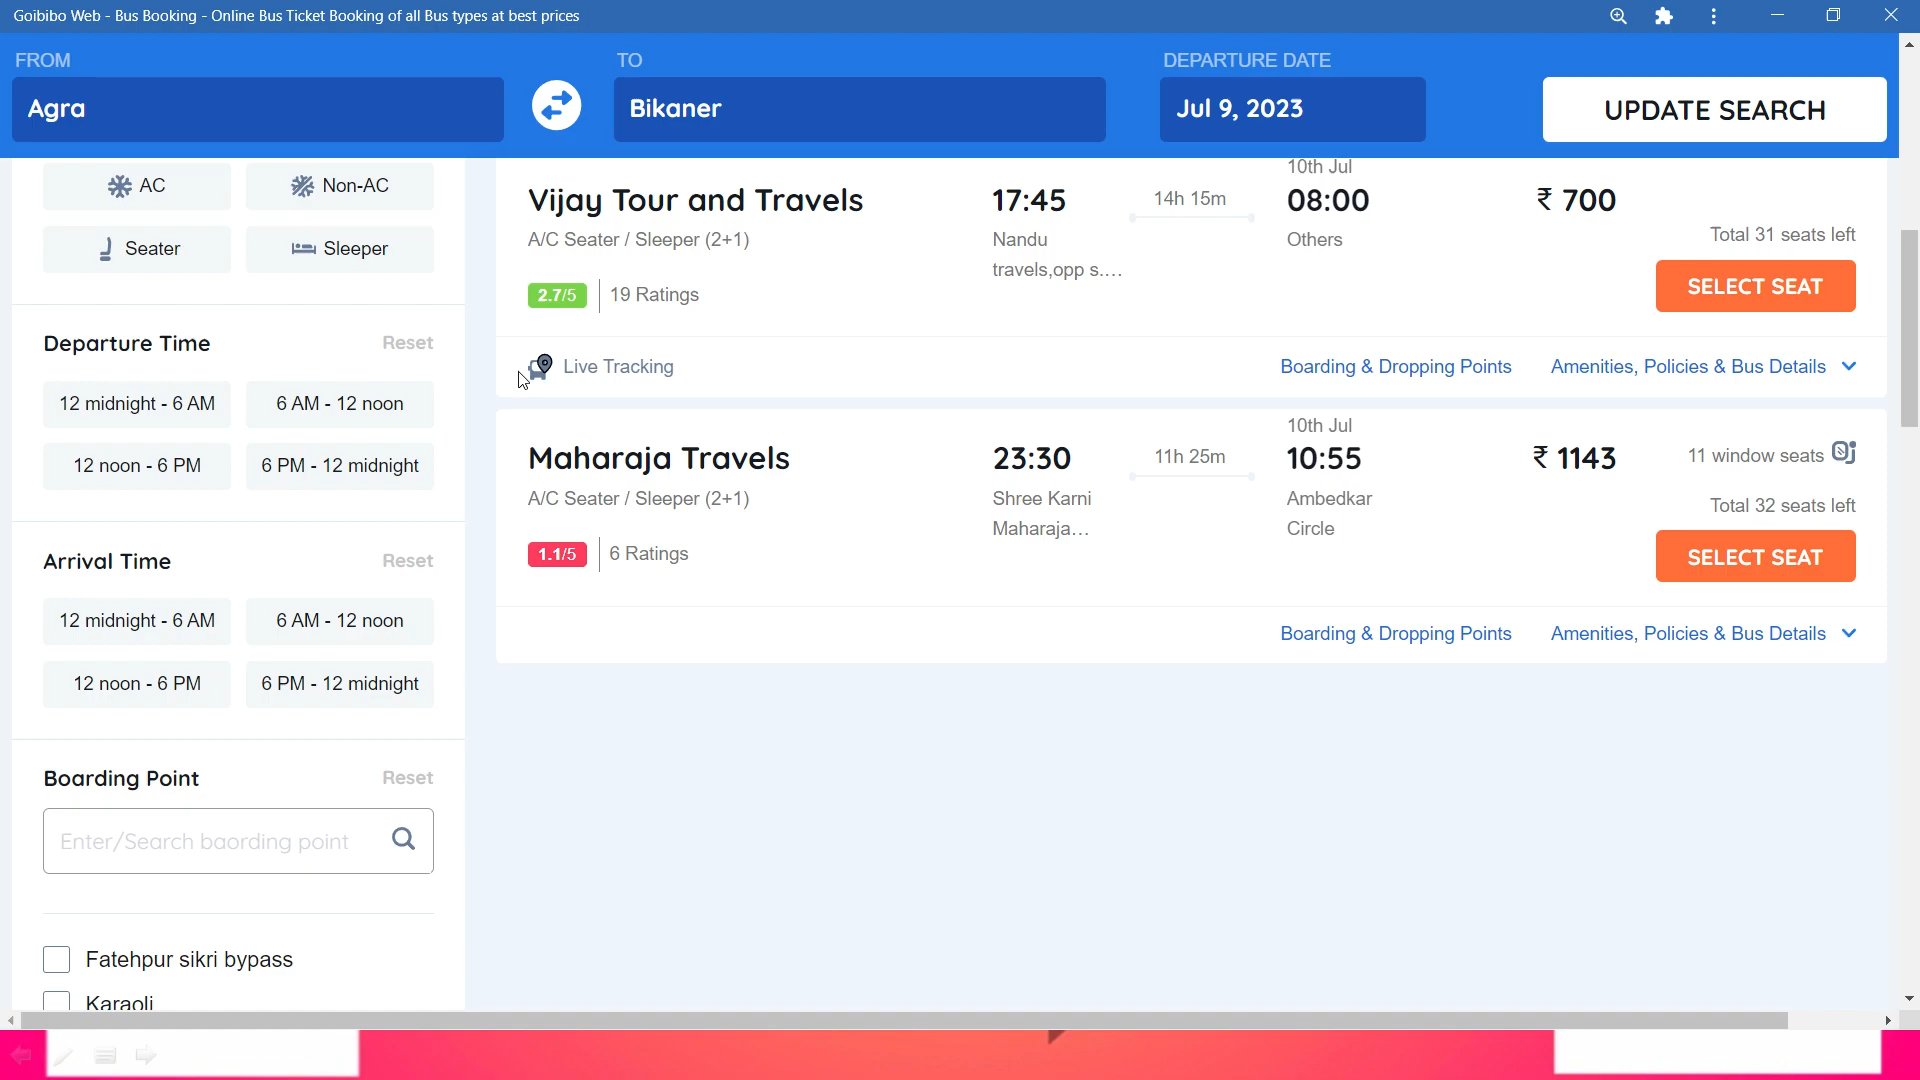 Goibibo Web - Bus Booking - Online Bus Ticket Booking of all Bus types at best prices
FROM
TO
DEPARTURE DATE
Agra
Bikaner
Jul 9, 2023
UPDATE SEARCH
AC
Non-AC
Seater
Sleeper
Departure Time
Reset
12 midnight - 6 AM
6 AM - 12 noon
12 noon - 6 PM
6 PM - 12 midnight
Arrival Time
Reset
12 midnight - 6 AM
6 AM - 12 noon
12 noon - 6 PM
6 PM - 12 midnight
Boarding Point
Reset
Enter/Search baording point
Fatehpur sikri bypass
Karaoli
10th Jul
Vijay Tour and Travels
17:45
14h 15m
08:00
₹ 700
A/C Seater / Sleeper (2+1)
Nandu
travels,opp s....
Others
Total 31 seats left
2.7/5
19 Ratings
SELECT SEAT
Live Tracking
Boarding & Dropping Points
Amenities, Policies & Bus Details
10th Jul
Maharaja Travels
23:30
11h 25m
10:55
₹ 1143
11 window seats
A/C Seater / Sleeper (2+1)
Shree Karni
Maharaja...
Ambedkar
Circle
Total 32 seats left
1.1/5
6 Ratings
SELECT SEAT
Boarding & Dropping Points
Amenities, Policies & Bus Details